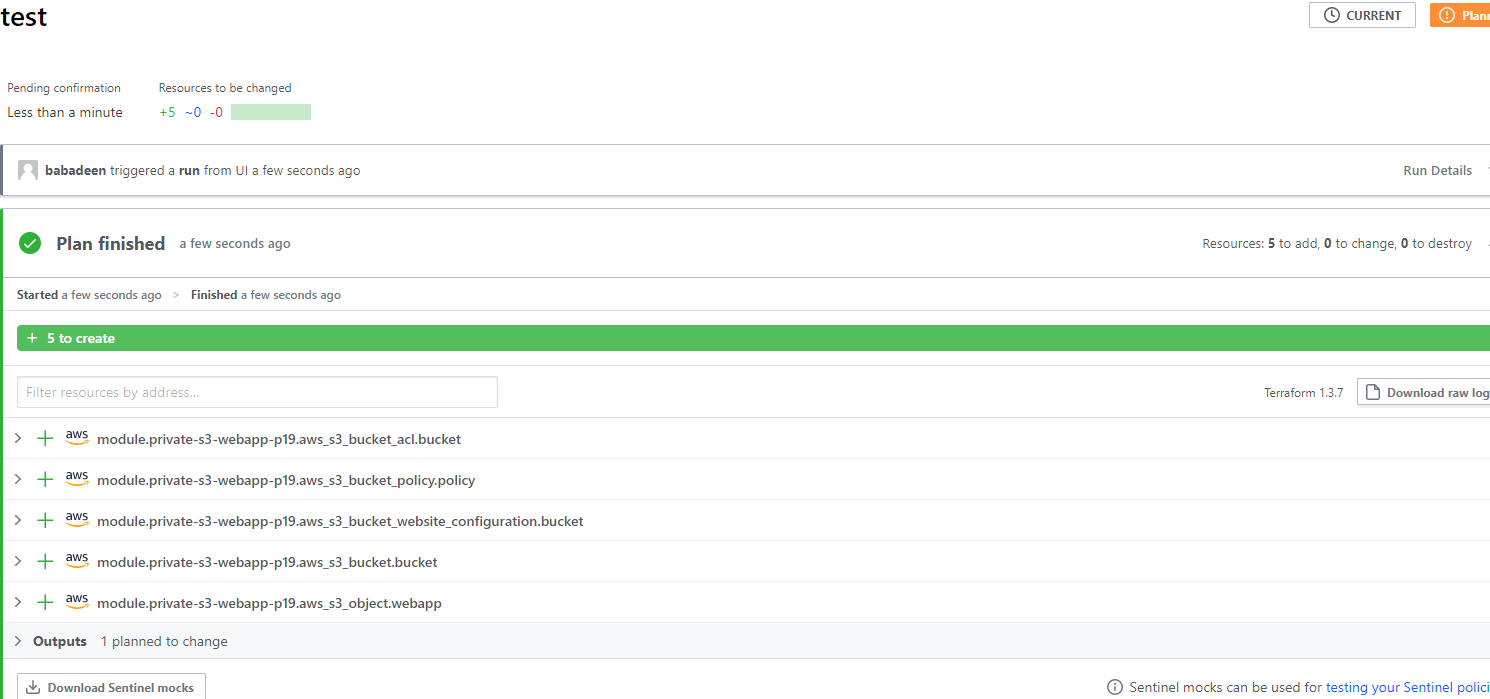 test
CURRENT
Pending confirmation Resources to be changed
Less than a minute +5 ~0 -0
babadeen triggered a run from UI a few seconds ago Run Details
Plan finished a few seconds ago Resources: 5 to add, 0 to change, 0 to destroy
Started a few seconds ago > Finished a few seconds ago
+ 5 to create
Filter resources by address... Terraform 1.3.7 Download raw log
aws module.private-s3-webapp-p19.aws_s3_bucket_acl.bucket
aws module.private-s3-webapp-p19.aws_s3_bucket_policy.policy
aws module.private-s3-webapp-p19.aws_s3_bucket_website_configuration.bucket
aws module.private-s3-webapp-p19.aws_s3_bucket.bucket
aws module.private-s3-webapp-p19.aws_s3_object.webapp
Outputs 1 planned to change
Download Sentinel mocks Sentinel mocks can be used for testing your Sentinel polici